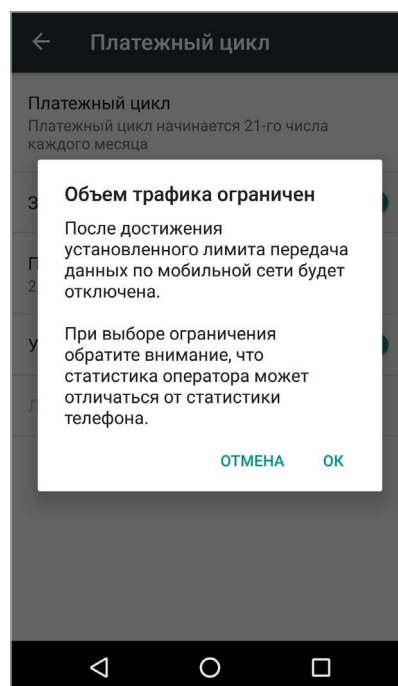 Платежный цикл
Платежный цикл
Платежный цикл начинается 21-го числа
каждого месяца
З
Объем трафика ограничен
После достижения
установленного лимита передача
данных по мобильной сети будет
отключена.
П
2
При выборе ограничения
обратите внимание, что
статистика оператора может
отличаться от статистики
телефона.
У
ОТМЕНА ОК